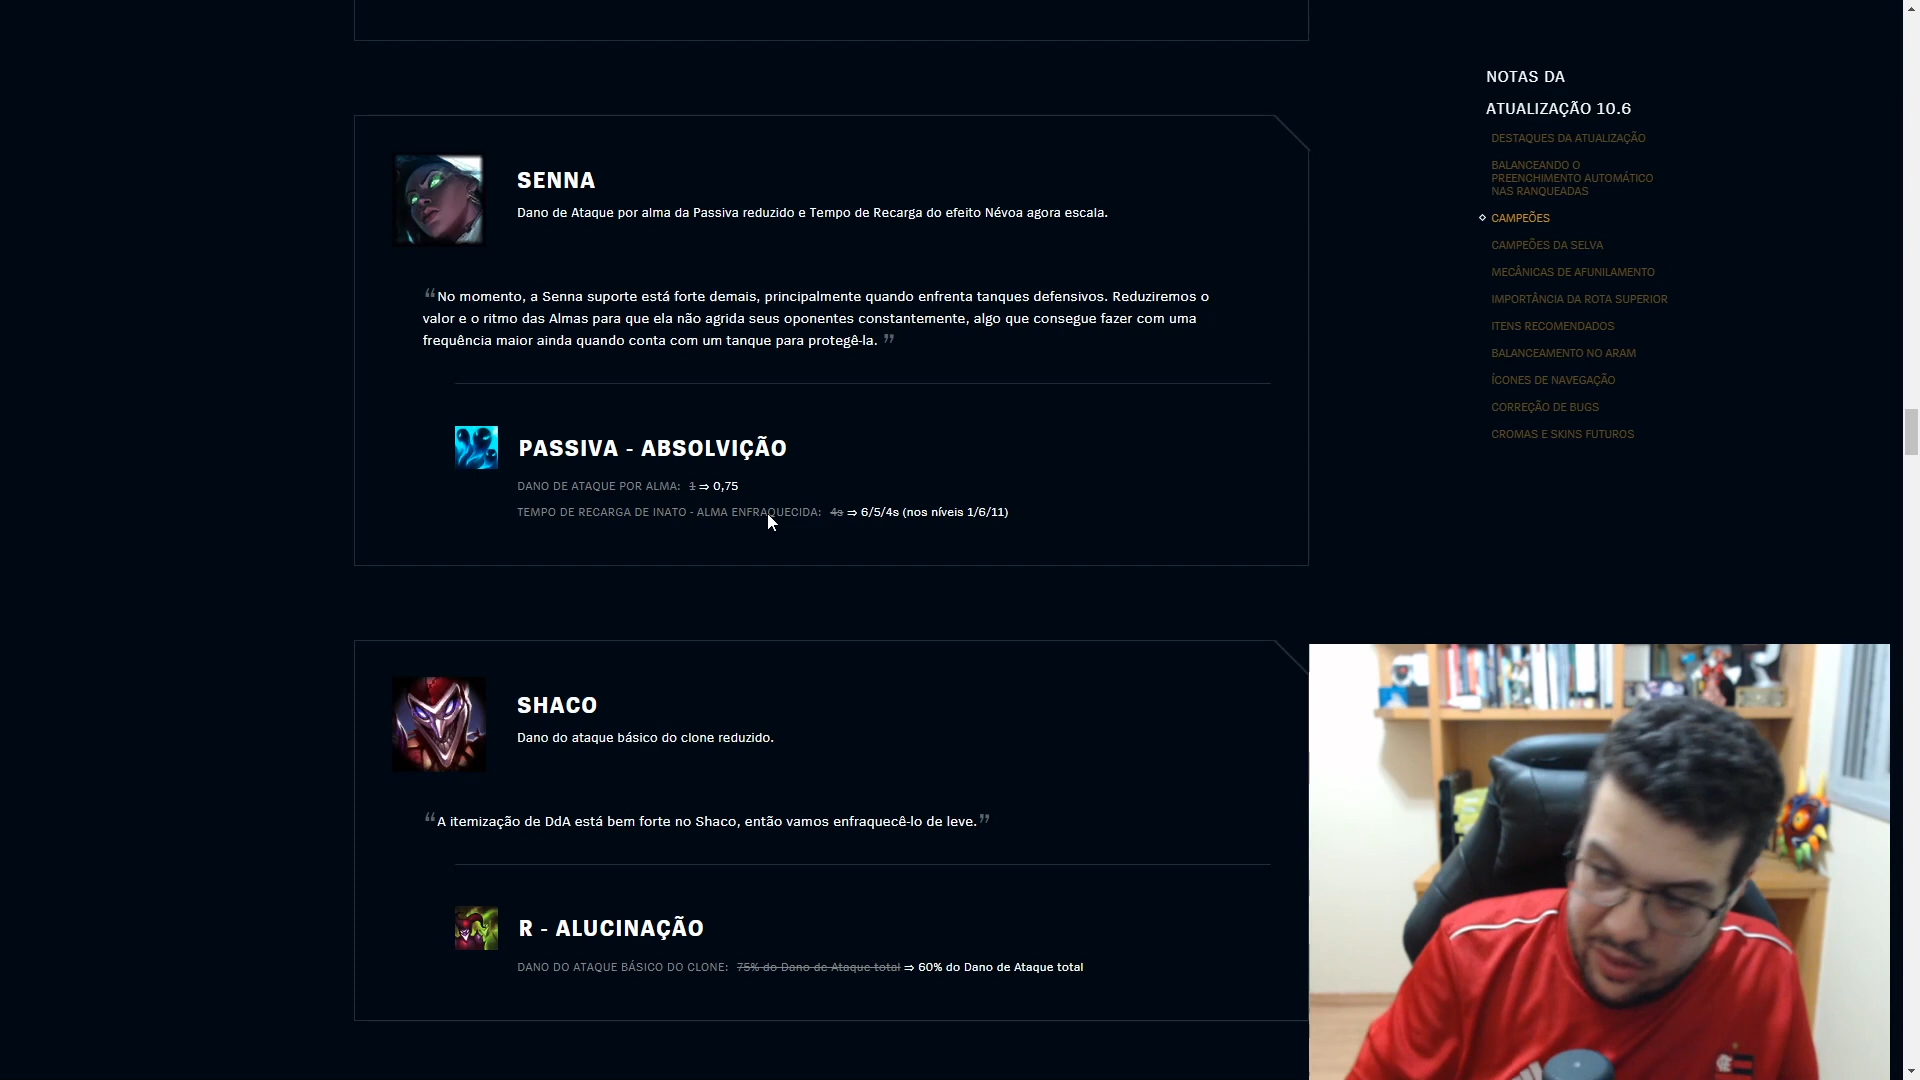 SENNA
Dano de Ataque por alma da Passiva reduzido e Tempo de Recarga do efeito Névoa agora escala.
“No momento, a Senna suporte está forte demais, principalmente quando enfrenta tanques defensivos. Reduziremos o
valor e o ritmo das Almas para que ela não agrida seus oponentes constantemente, algo que consegue fazer com uma
frequência maior ainda quando conta com um tanque para protegê-la. ”
PASSIVA - ABSOLVIÇÃO
DANO DE ATAQUE POR ALMA: 1 ⇒ 0,75
TEMPO DE RECARGA DE INATO - ALMA ENFRAQUECIDA: 4s ⇒ 6/5/4s (nos níveis 1/6/11)
SHACO
Dano do ataque básico do clone reduzido.
“A itemização de DdA está bem forte no Shaco, então vamos enfraquecê-lo de leve.”
R - ALUCINAÇÃO
DANO DO ATAQUE BÁSICO DO CLONE: 75% do Dano de Ataque total ⇒ 60% do Dano de Ataque total
NOTAS DA
ATUALIZAÇÃO 10.6
DESTAQUES DA ATUALIZAÇÃO
BALANCEANDO O
PREENCHIMENTO AUTOMÁTICO
NAS RANQUEADAS
CAMPEÕES
CAMPEÕES DA SELVA
MECÂNICAS DE AFUNILAMENTO
IMPORTÂNCIA DA ROTA SUPERIOR
ITENS RECOMENDADOS
BALANCEAMENTO NO ARAM
ÍCONES DE NAVEGAÇÃO
CORREÇÃO DE BUGS
CROMAS E SKINS FUTUROS